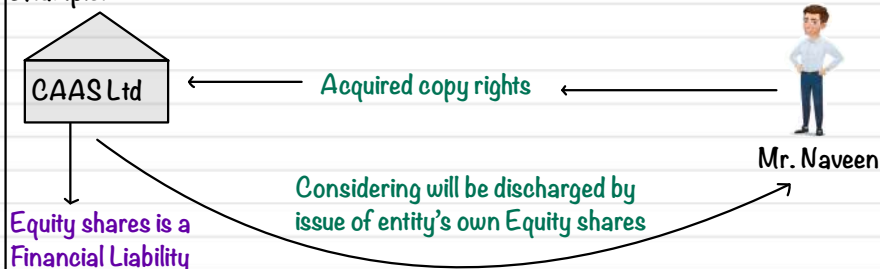 CAAS Ltd
Acquired copy rights
Mr. Naveen
Considering will be discharged by
issue of entity's own Equity shares
Equity shares is a
Financial Liability